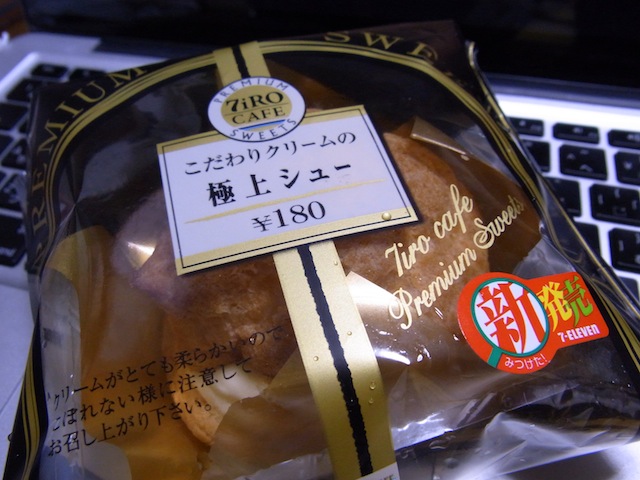 PREMIUM SWEETS
PREMIUM
7iRO
CAFE
SWEETS
こだわりクリームの
極上シュー
¥180
7iro cafe
Premium Sweets
新発売
みつけた!
7-ELEVEn
クリームがとても柔らかいので
こぼれない様に注意して
お召し上がり下さい。